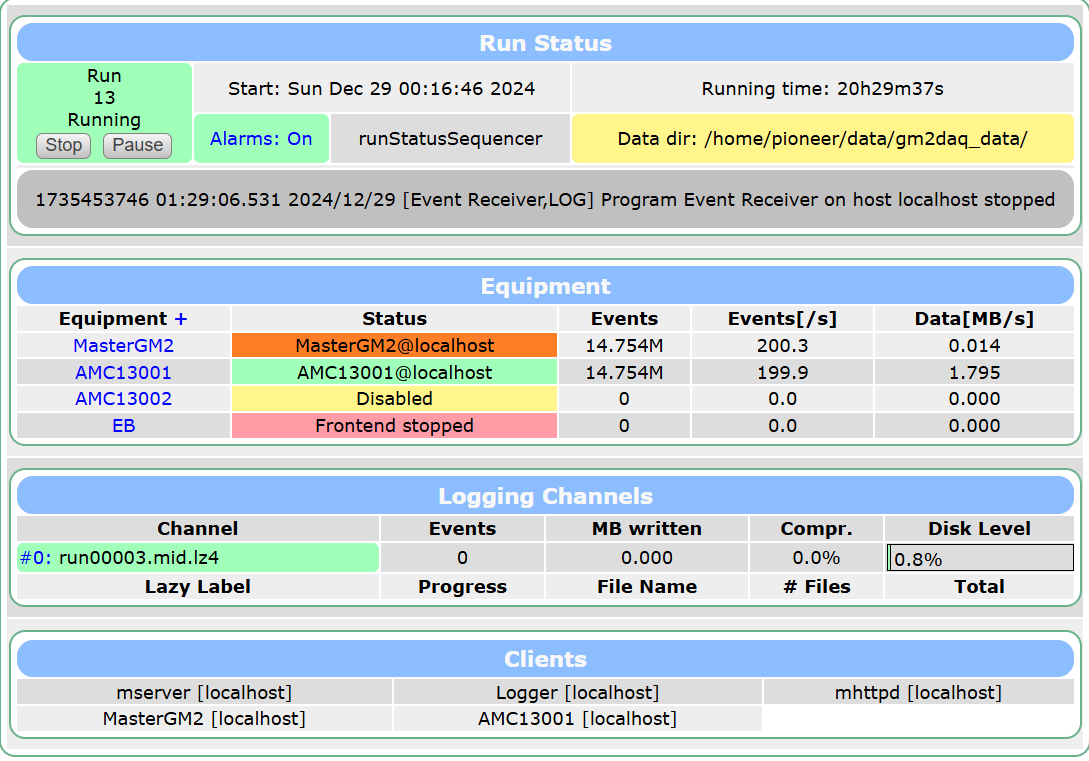 Run Status
Run
13
Running
Stop Pause
Start: Sun Dec 29 00:16:46 2024 Running time: 20h29m37s
Alarms: On runStatusSequencer Data dir: /home/pioneer/data/gm2daq_data/
1735453746 01:29:06.531 2024/12/29 [Event Receiver,LOG] Program Event Receiver on host localhost stopped
Equipment
Equipment + Status Events Events[/s] Data[MB/s]
MasterGM2 MasterGM2@localhost 14.754M 200.3 0.014
AMC13001 AMC13001@localhost 14.754M 199.9 1.795
AMC13002 Disabled 0 0.0 0.000
EB Frontend stopped 0 0.0 0.000
Logging Channels
Channel Events MB written Compr. Disk Level
#0: run00003.mid.lz4 0 0.000 0.0% 0.8%
Lazy Label Progress File Name # Files Total
Clients
mserver [localhost] Logger [localhost] mhttpd [localhost]
MasterGM2 [localhost] AMC13001 [localhost]